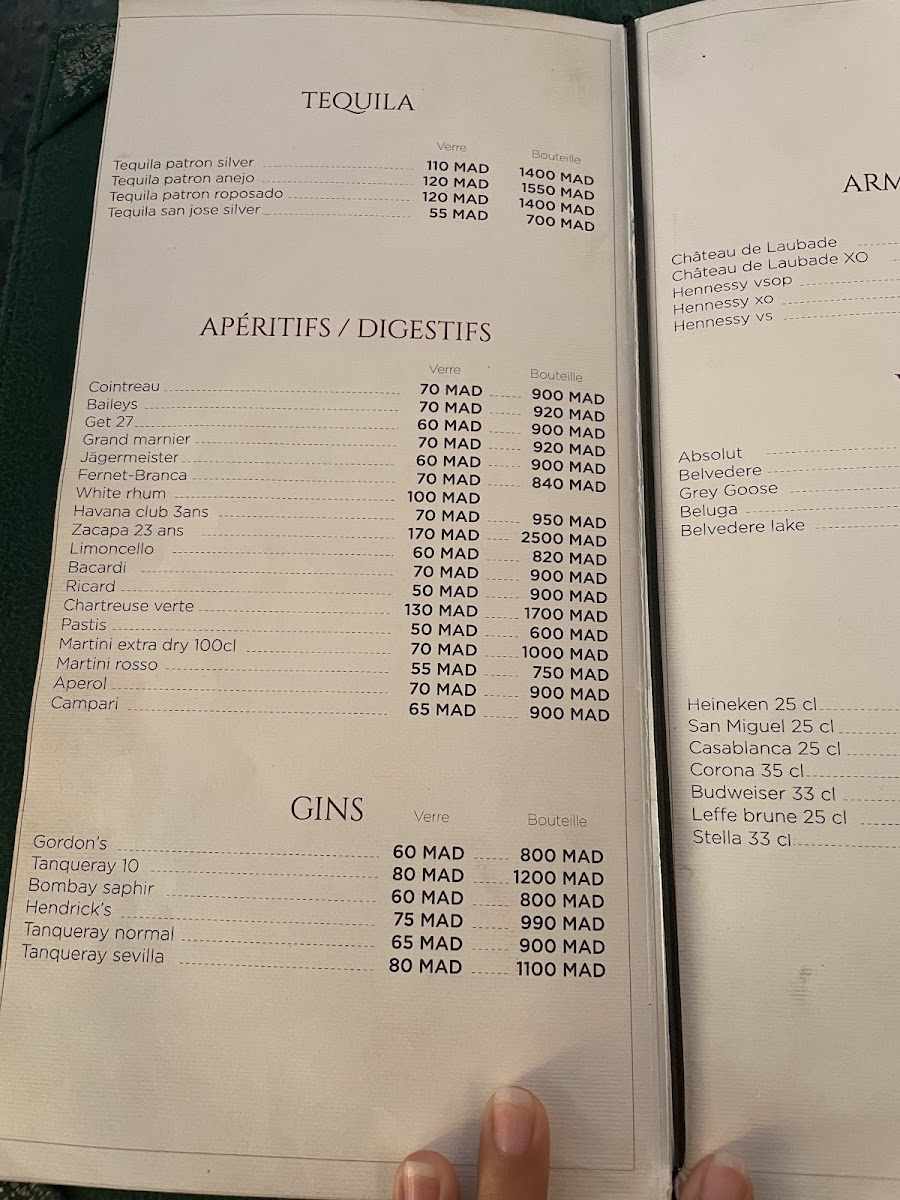 TEQUILA
Verre Bouteille
Tequila patron silver 110 MAD 1400 MAD
Tequila patron anejo 120 MAD 1550 MAD
Tequila patron roposado 120 MAD 1400 MAD
Tequila san jose silver 55 MAD 700 MAD
APÉRITIFS / DIGESTIFS
Verre Bouteille
Cointreau 70 MAD 900 MAD
Baileys 70 MAD 920 MAD
Get 27 60 MAD 900 MAD
Grand marnier 70 MAD 920 MAD
Jägermeister 60 MAD 900 MAD
Fernet-Branca 70 MAD 840 MAD
White rhum 100 MAD
Havana club 3ans 70 MAD 950 MAD
Zacapa 23 ans 170 MAD 2500 MAD
Limoncello 60 MAD 820 MAD
Bacardi 70 MAD 900 MAD
Ricard 50 MAD 900 MAD
Chartreuse verte 130 MAD 1700 MAD
Pastis 50 MAD 600 MAD
Martini extra dry 100cl 70 MAD 1000 MAD
Martini rosso 55 MAD 750 MAD
Aperol 70 MAD 900 MAD
Campari 65 MAD 900 MAD
GINS
Verre Bouteille
Gordon's 60 MAD 800 MAD
Tanqueray 10 80 MAD 1200 MAD
Bombay saphir 60 MAD 800 MAD
Hendrick's 75 MAD 990 MAD
Tanqueray normal 65 MAD 900 MAD
Tanqueray sevilla 80 MAD 1100 MAD
ARM
Château de Laubade
Château de Laubade XO
Hennessy vsop
Hennessy xo
Hennessy vs
Absolut
Belvedere
Grey Goose
Beluga
Belvedere lake
Heineken 25 cl
San Miguel 25 cl
Casablanca 25 cl
Corona 35 cl
Budweiser 33 cl
Leffe brune 25 cl
Stella 33 cl